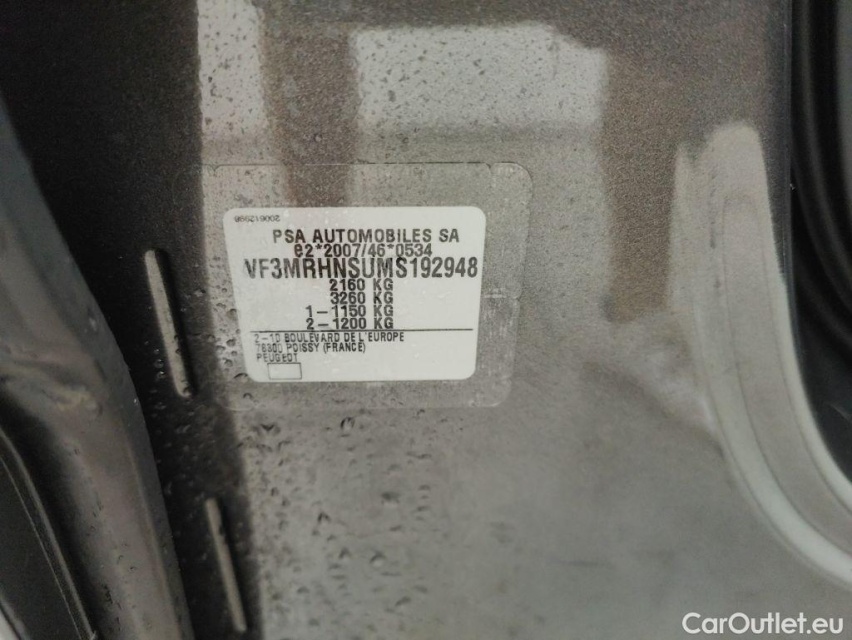 200612998
PSA AUTOMOBILES SA
e2*2007/46*0534
VF3MRHNSUMS192948
2160 KG
3260 KG
1-1150 KG
2-1200 KG
2-10 BOULEVARD DE L'EUROPE
78300 POISSY (FRANCE)
PEUGEOT
CarOutlet.eu